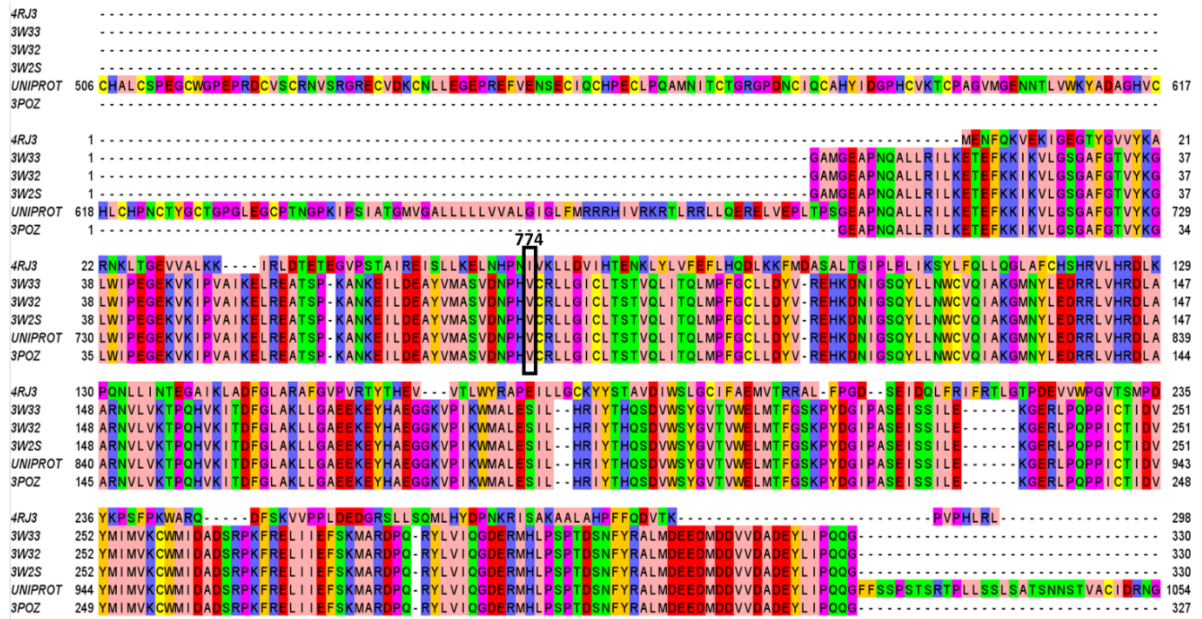 4RJ3 ----------------------------------------------------------------------------------------------------------------
3W33 ----------------------------------------------------------------------------------------------------------------
3W32 ----------------------------------------------------------------------------------------------------------------
3W2S ----------------------------------------------------------------------------------------------------------------
UNIPROT 506 CHALCSPEGCWGPEPRDCVSCRNVSRGRECVDKCNLLEGEPREFVENSECIQCHPECLPQAMNITCTGRGPDNCIQCAHYIDGPHCVKTCPAGVMGENNTLVWKYADAGHVC 617
3POZ ----------------------------------------------------------------------------------------------------------------
4RJ3 1 -------------------------------------------------------------------------------------------MENFQKVEKIGEGTYGVVYKA 21
3W33 1 ---------------------------------------------------------------------------GAMGEAPNQALLRILKETEFKKIKVLGSGAFGTVYKG 37
3W32 1 ---------------------------------------------------------------------------GAMGEAPNQALLRILKETEFKKIKVLGSGAFGTVYKG 37
3W2S 1 ---------------------------------------------------------------------------GAMGEAPNQALLRILKETEFKKIKVLGSGAFGTVYKG 37
UNIPROT 618 HLCHPNCTYGCTGPGLEGCPTNGPKIPSIATGMVGALLLLLVVALGIGLFMRRRHIVRKRTLRRLLQERELVEPLTPSGEAPNQALLRILKETEFKKIKVLGSGAFGTVYKG 729
3POZ 1 ------------------------------------------------------------------------------GEAPNQALLRILKETEFKKIKVLGSGAFGTVYKG 34
774
4RJ3 22 RNKLTGEVVALKK----IRLDTETEGVPSTAIREISLLKELNHPNIVKLLDVIHTENKLYLVFEFLHQDLKKFMDASALTGIPLPLIKSYLFQLLQGLAFCHSHRVLHRDLK 129
3W33 38 LWIPEGEKVKIPVAIKELREATSP-KANKEILDEAYVMASVDNPHVCRLLGICLTSTVQLITQLMPFGCLLDYV-REHKDNIGSQYLLNWCVQIAKGMNYLEDRRLVHRDLA 147
3W32 38 LWIPEGEKVKIPVAIKELREATSP-KANKEILDEAYVMASVDNPHVCRLLGICLTSTVQLITQLMPFGCLLDYV-REHKDNIGSQYLLNWCVQIAKGMNYLEDRRLVHRDLA 147
3W2S 38 LWIPEGEKVKIPVAIKELREATSP-KANKEILDEAYVMASVDNPHVCRLLGICLTSTVQLITQLMPFGCLLDYV-REHKDNIGSQYLLNWCVQIAKGMNYLEDRRLVHRDLA 147
UNIPROT 730 LWIPEGEKVKIPVAIKELREATSP-KANKEILDEAYVMASVDNPHVCRLLGICLTSTVQLITQLMPFGCLLDYV-REHKDNIGSQYLLNWCVQIAKGMNYLEDRRLVHRDLA 839
3POZ 35 LWIPEGEKVKIPVAIKELREATSP-KANKEILDEAYVMASVDNPHVCRLLGICLTSTVQLITQLMPFGCLLDYV-REHKDNIGSQYLLNWCVQIAKGMNYLEDRRLVHRDLA 144
4RJ3 130 PQNLLINTEGAIKLADFGLARAFGVPVRTYTHEV---VTLWYRAPEILLGCKYYSTAVDIWSLGCIFAEMVTRRAL-FPGD--SEIDQLFRIFRTLGTPDEVVWPGVTSMPD 235
3W33 148 ARNVLVKTPQHVKITDFGLAKLLGAEEKEYHAEGGKVPIKWMALESIL--HRIYTHQSDVWSYGVTVWELMTFGSKPYDGIPASEISSILE------KGERLPQPPICTIDV 251
3W32 148 ARNVLVKTPQHVKITDFGLAKLLGAEEKEYHAEGGKVPIKWMALESIL--HRIYTHQSDVWSYGVTVWELMTFGSKPYDGIPASEISSILE------KGERLPQPPICTIDV 251
3W2S 148 ARNVLVKTPQHVKITDFGLAKLLGAEEKEYHAEGGKVPIKWMALESIL--HRIYTHQSDVWSYGVTVWELMTFGSKPYDGIPASEISSILE------KGERLPQPPICTIDV 251
UNIPROT 840 ARNVLVKTPQHVKITDFGLAKLLGAEEKEYHAEGGKVPIKWMALESIL--HRIYTHQSDVWSYGVTVWELMTFGSKPYDGIPASEISSILE------KGERLPQPPICTIDV 943
3POZ 145 ARNVLVKTPQHVKITDFGLAKLLGAEEKEYHAEGGKVPIKWMALESIL--HRIYTHQSDVWSYGVTVWELMTFGSKPYDGIPASEISSILE------KGERLPQPPICTIDV 248
4RJ3 236 YKPSFPKWARQ-----DFSKVVPPLDEDGRSLLSQMLHYDPNKRISAKAALAHPFFQDVTK---------------------------PVPHLRL----------------- 298
3W33 252 YMIMVKCWMIDADSRPKFRELIIEFSKMARDPQ-RYLVIQGDERMHLPSPTDSNFYRALMDEEDMDDVVDADEYLIPQQG-------------------------------- 330
3W32 252 YMIMVKCWMIDADSRPKFRELIIEFSKMARDPQ-RYLVIQGDERMHLPSPTDSNFYRALMDEEDMDDVVDADEYLIPQQG-------------------------------- 330
3W2S 252 YMIMVKCWMIDADSRPKFRELIIEFSKMARDPQ-RYLVIQGDERMHLPSPTDSNFYRALMDEEDMDDVVDADEYLIPQQG-------------------------------- 330
UNIPROT 944 YMIMVKCWMIDADSRPKFRELIIEFSKMARDPQ-RYLVIQGDERMHLPSPTDSNFYRALMDEEDMDDVVDADEYLIPQQGFFSSPSTSRTPLLSSLSATSNNSTVACIDRNG 1054
3POZ 249 YMIMVKCWMIDADSRPKFRELIIEFSKMARDPQ-RYLVIQGDERMHLPSPTDSNFYRALMDEEDMDDVVDADEYLIPQQG-------------------------------- 327